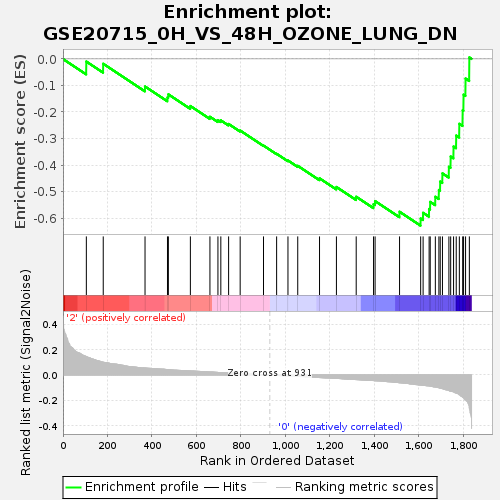 Enrichment plot:
GSE20715_0H_VS_48H_OZONE_LUNG_DN
Enrichment score (ES)
0.0
-0.1
-0.2
-0.3
-0.4
-0.5
-0.6
'2' (positively correlated)
Ranked list metric (Signal2Noise)
0.4
0.2
0.0
-0.2
-0.4
Zero cross at 931
'0' (negatively correlated)
0
200
400
600
800
1,000
1,200
1,400
1,600
1,800
Rank in Ordered Dataset
Enrichment profile
Hits
Ranking metric scores